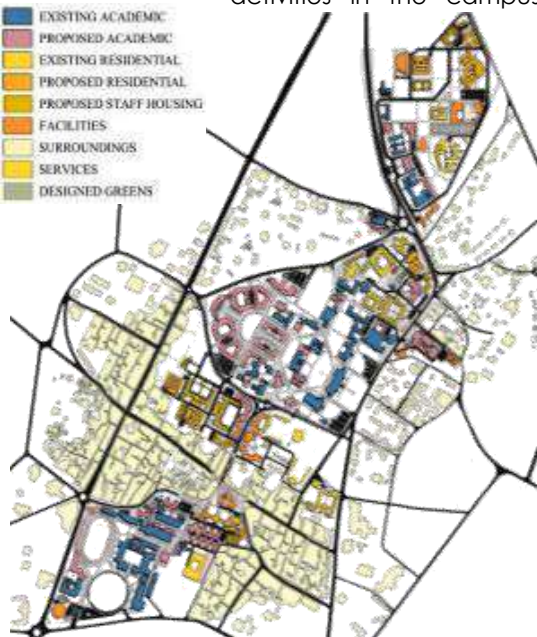 activities in the campus
EXISTING ACADEMIC
PROPOSED ACADEMIC
EXISTING RESIDENTIAL
PROPOSED RESIDENTIAL
PROPOSED STAFF HOUSING
FACILITIES
SURROUNDINGS
SERVICES
DESIGNED GREENS